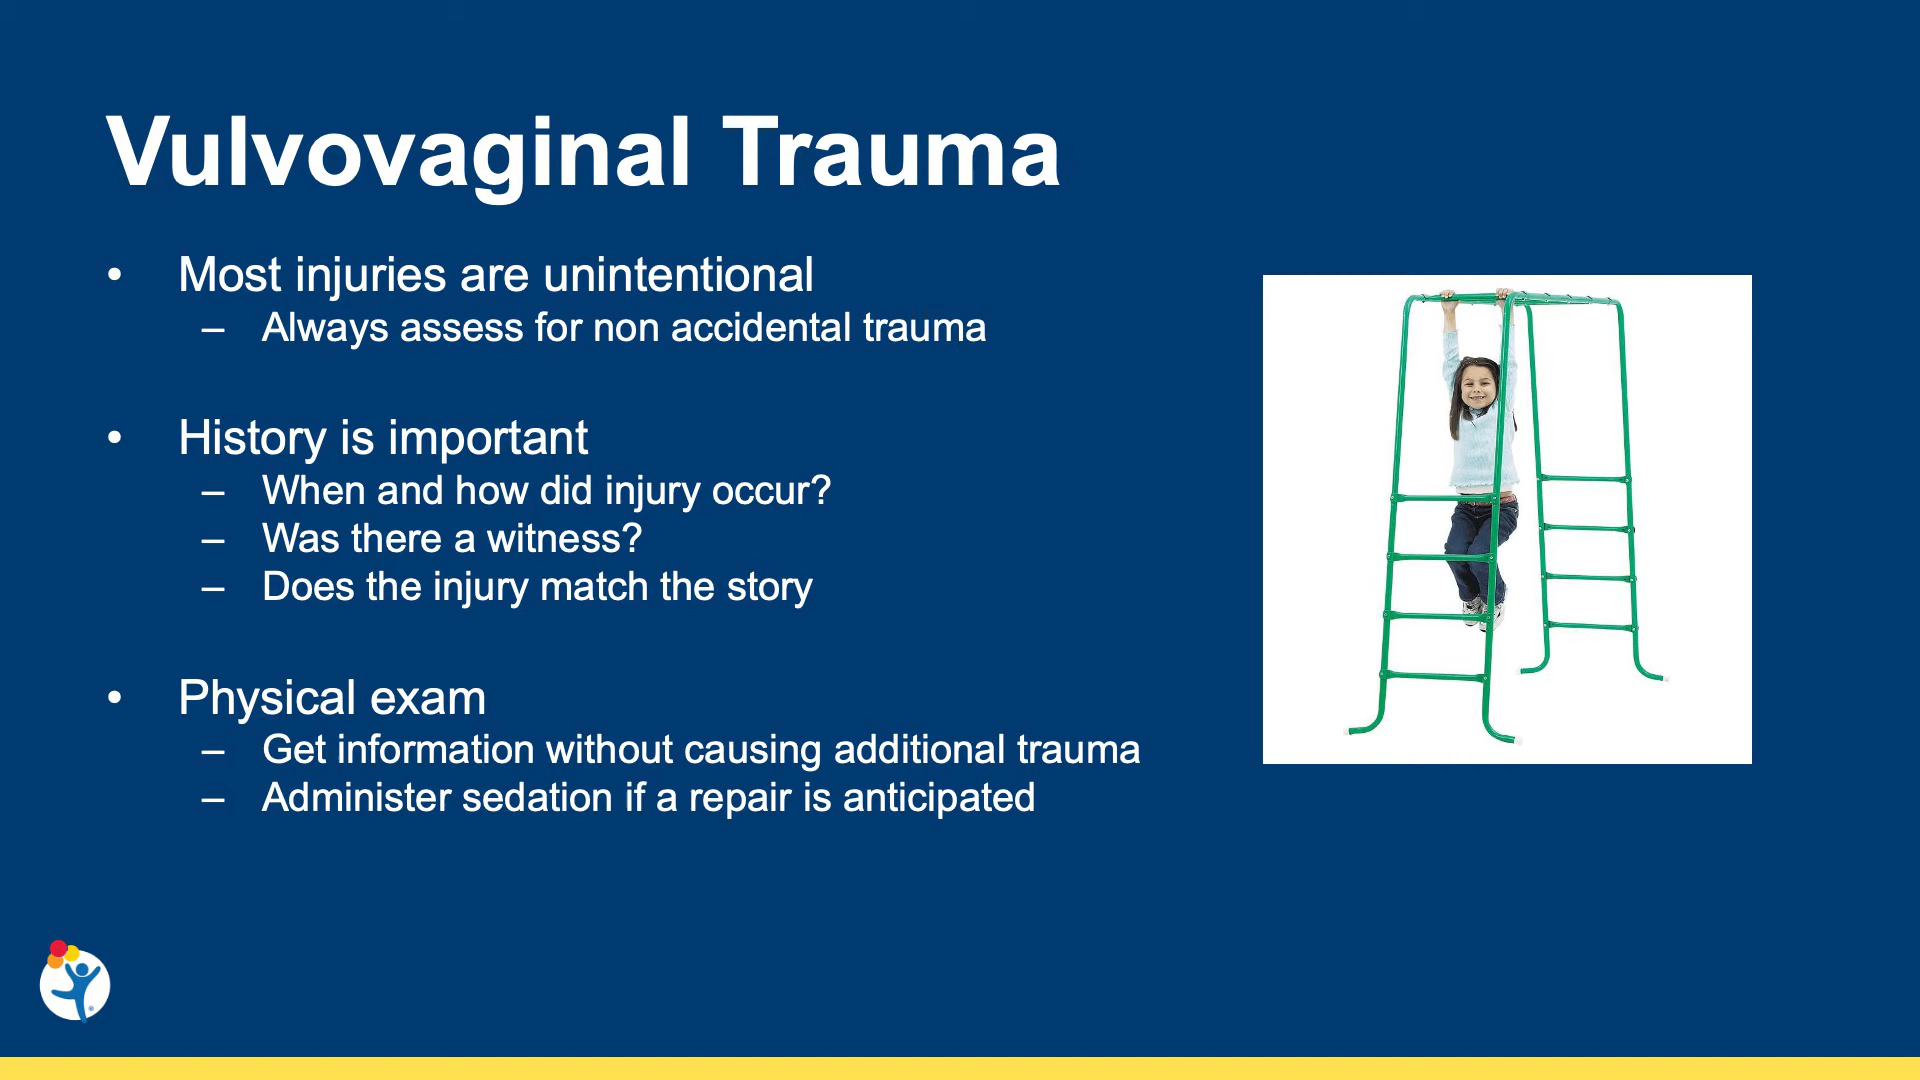 Vulvovaginal Trauma
• Most injuries are unintentional
– Always assess for non accidental trauma
• History is important
– When and how did injury occur?
– Was there a witness?
– Does the injury match the story
• Physical exam
– Get information without causing additional trauma
– Administer sedation if a repair is anticipated